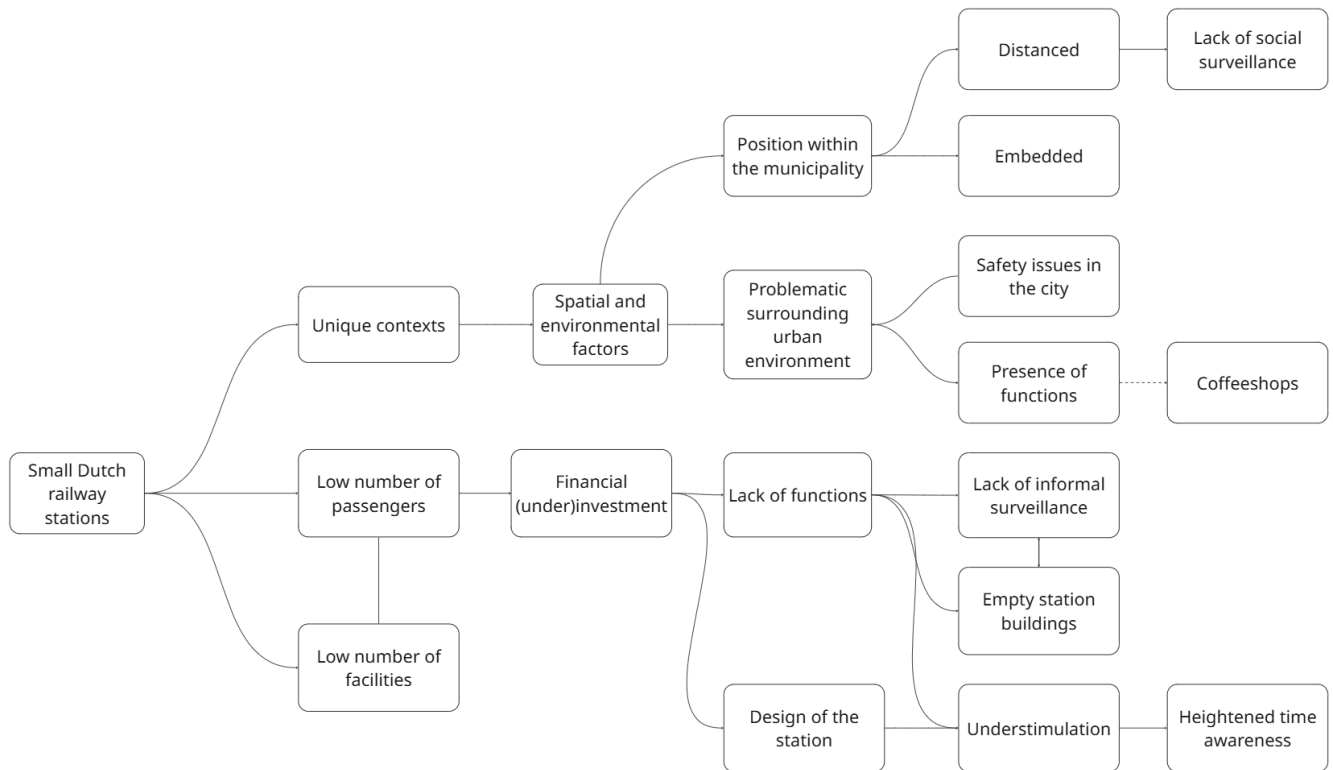 Distanced
Lack of social
surveillance
Position within
the municipality
Embedded
Safety issues in
the city
Unique contexts
Spatial and
environmental
factors
Problematic
surrounding
urban
environment
Presence of
functions
Coffeeshops
Small Dutch
railway
stations
Low number of
passengers
Financial
(under)investment
Lack of functions
Lack of informal
surveillance
Empty station
buildings
Low number of
facilities
Design of the
station
Understimulation
Heightened time
awareness